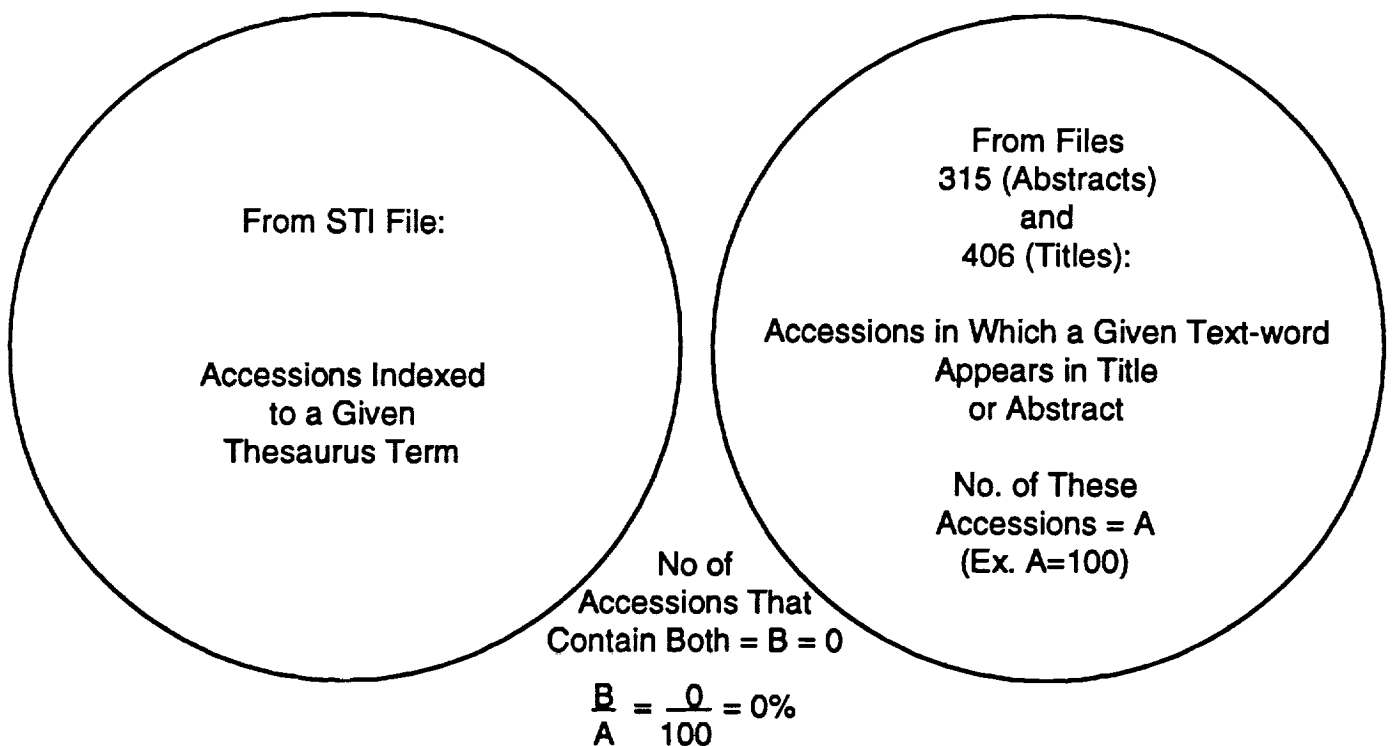 From STI File:
Accessions Indexed
to a Given
Thesaurus Term
From Files
315 (Abstracts)
and
406 (Titles):
Accessions in Which a Given Text-word
Appears in Title
or Abstract
No. of These
Accessions = A
(Ex. A=100)
No of
Accessions That
Contain Both = B = 0
B/A = 0/100 = 0%